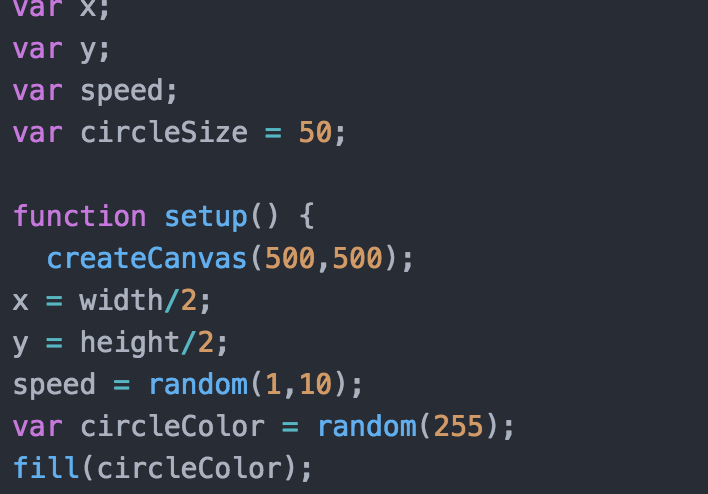 var x;
var y;
var speed;
var circleSize = 50;
function setup() {
createCanvas(500,500);
x = width/2;
y = height/2;
speed = random(1,10);
var circleColor = random(255);
fill(circleColor);